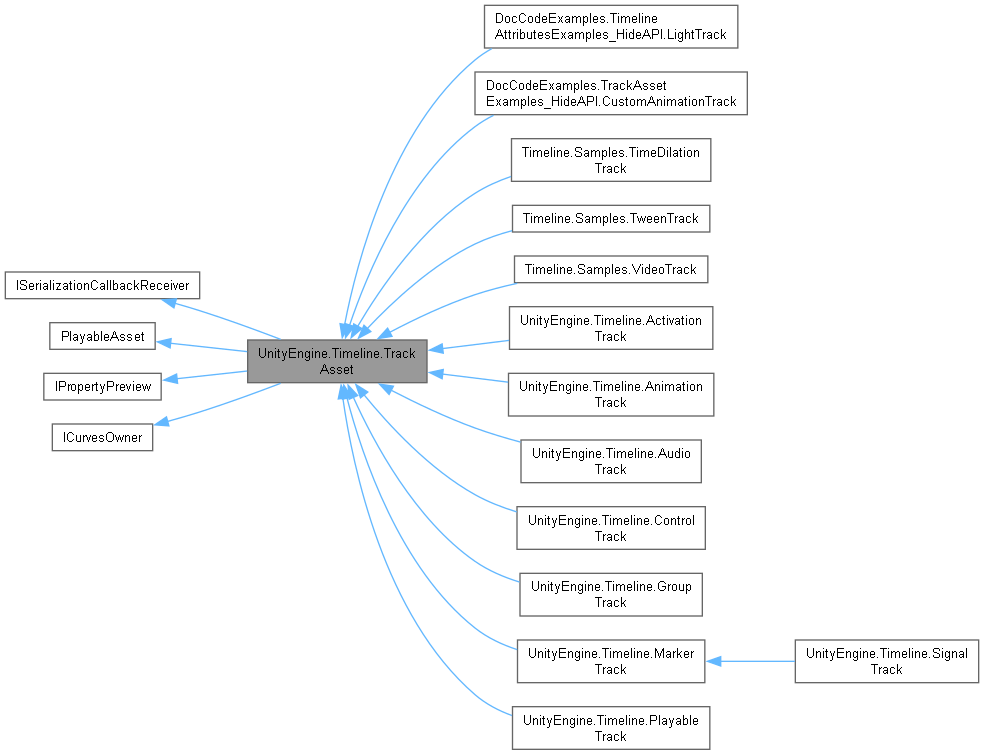 DocCodeExamples.Timeline
AttributesExamples_HideAPI.LightTrack
DocCodeExamples.TrackAsset
Examples_HideAPI.CustomAnimationTrack
Timeline.Samples.TimeDilation
Track
Timeline.Samples.TweenTrack
Timeline.Samples.VideoTrack
ISerializationCallbackReceiver
PlayableAsset
IPropertyPreview
ICurvesOwner
UnityEngine.Timeline.Track
Asset
UnityEngine.Timeline.Activation
Track
UnityEngine.Timeline.Animation
Track
UnityEngine.Timeline.Audio
Track
UnityEngine.Timeline.Control
Track
UnityEngine.Timeline.Group
Track
UnityEngine.Timeline.Marker
Track
UnityEngine.Timeline.Signal
Track
UnityEngine.Timeline.Playable
Track